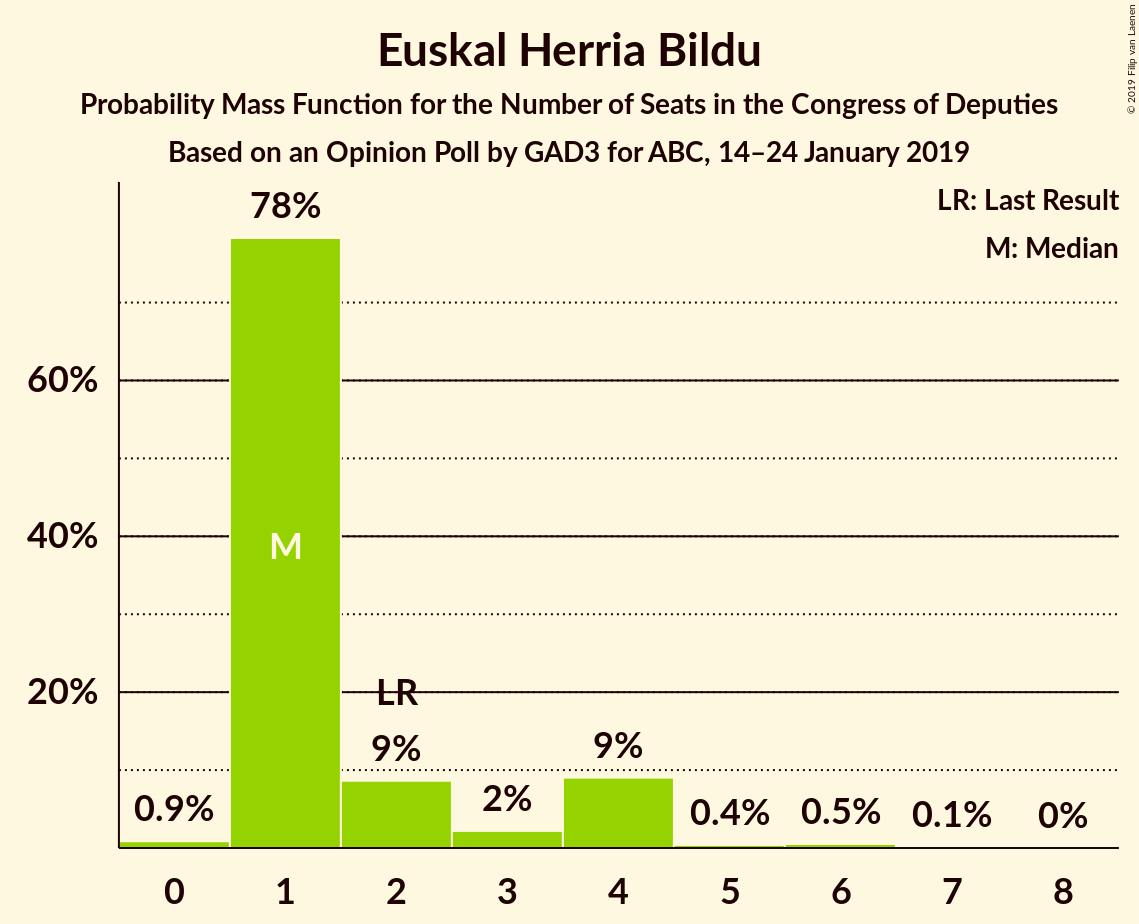 Euskal Herria Bildu
Probability Mass Function for the Number of Seats in the Congress of Deputies
Based on an Opinion Poll by GAD3 for ABC, 14–24 January 2019
© 2019 Filip van Laenen
LR: Last Result
M: Median
78%
60%
40%
20%
M
LR
0.9%
9%
2%
9%
0.4%
0.5%
0.1%
0%
0 1 2 3 4 5 6 7 8